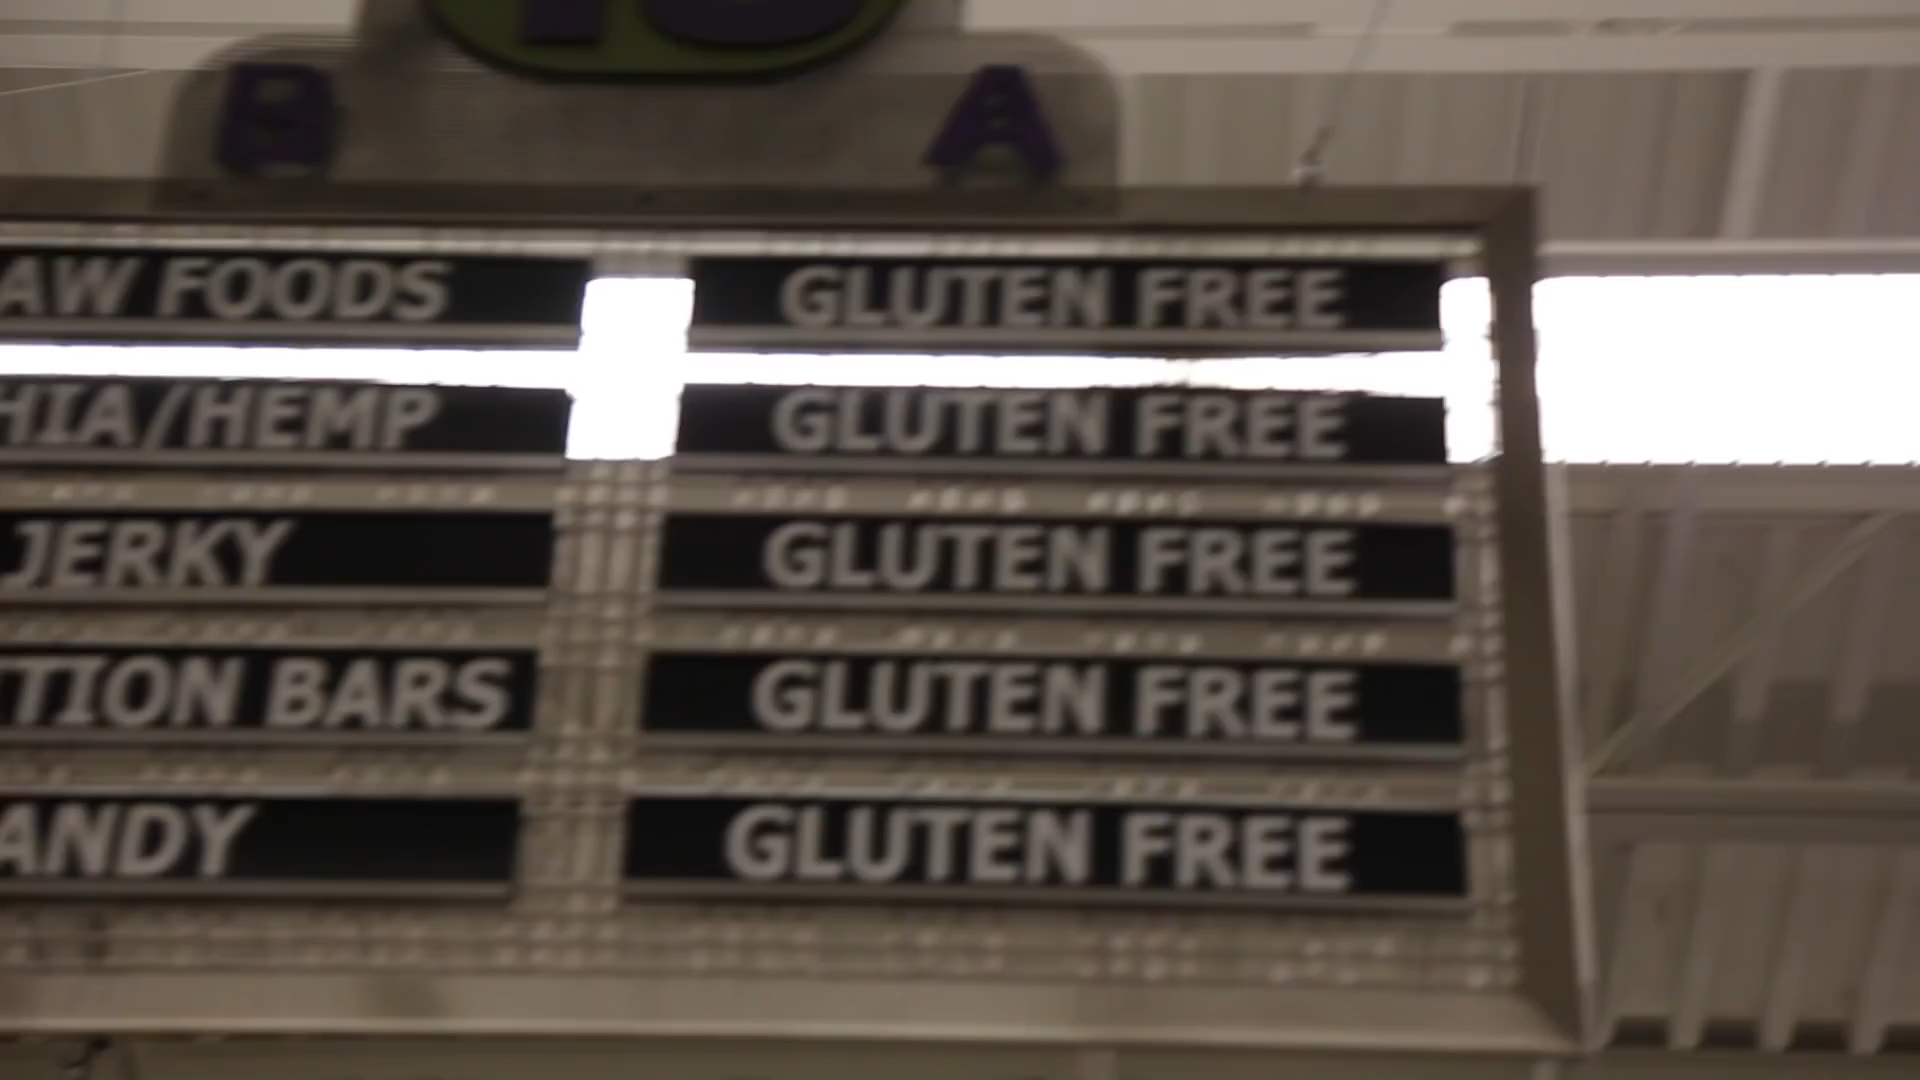 B A
AW FOODS GLUTEN FREE
HIA/HEMP GLUTEN FREE
JERKY GLUTEN FREE
TION BARS GLUTEN FREE
ANDY GLUTEN FREE